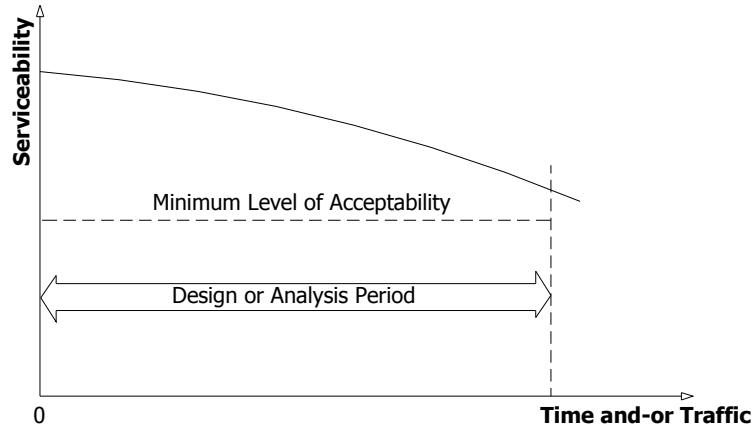 Serviceability
Minimum Level of Acceptability
Design or Analysis Period
0
Time and-or Traffic